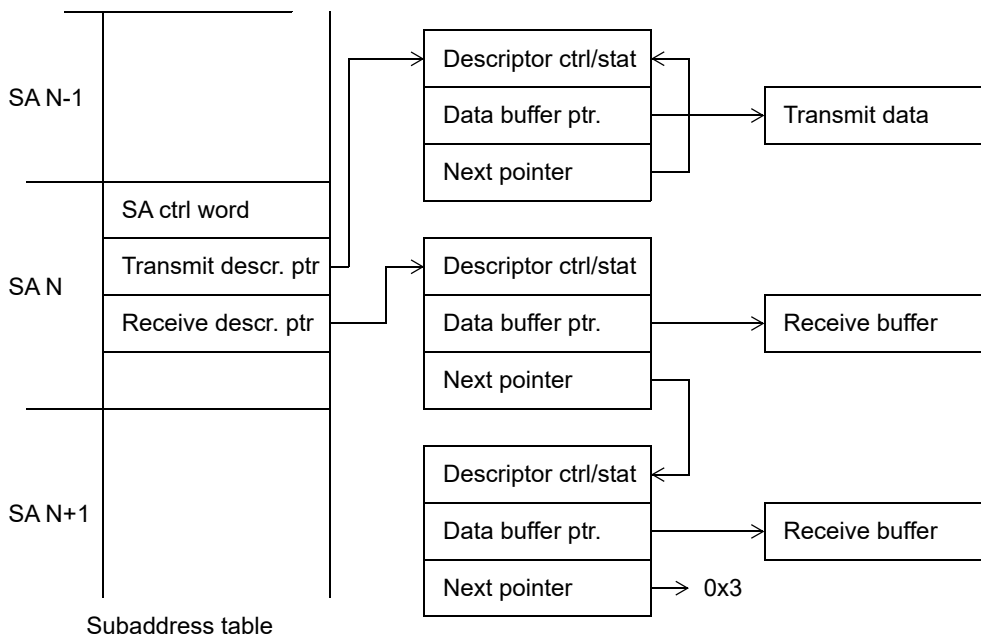 SA N-1
SA N
SA N+1
SA ctrl word
Transmit descr. ptr
Receive descr. ptr
Subaddress table
Descriptor ctrl/stat
Data buffer ptr.
Next pointer
Transmit data
Descriptor ctrl/stat
Data buffer ptr.
Next pointer
Receive buffer
Descriptor ctrl/stat
Data buffer ptr.
Next pointer
Receive buffer
0x3